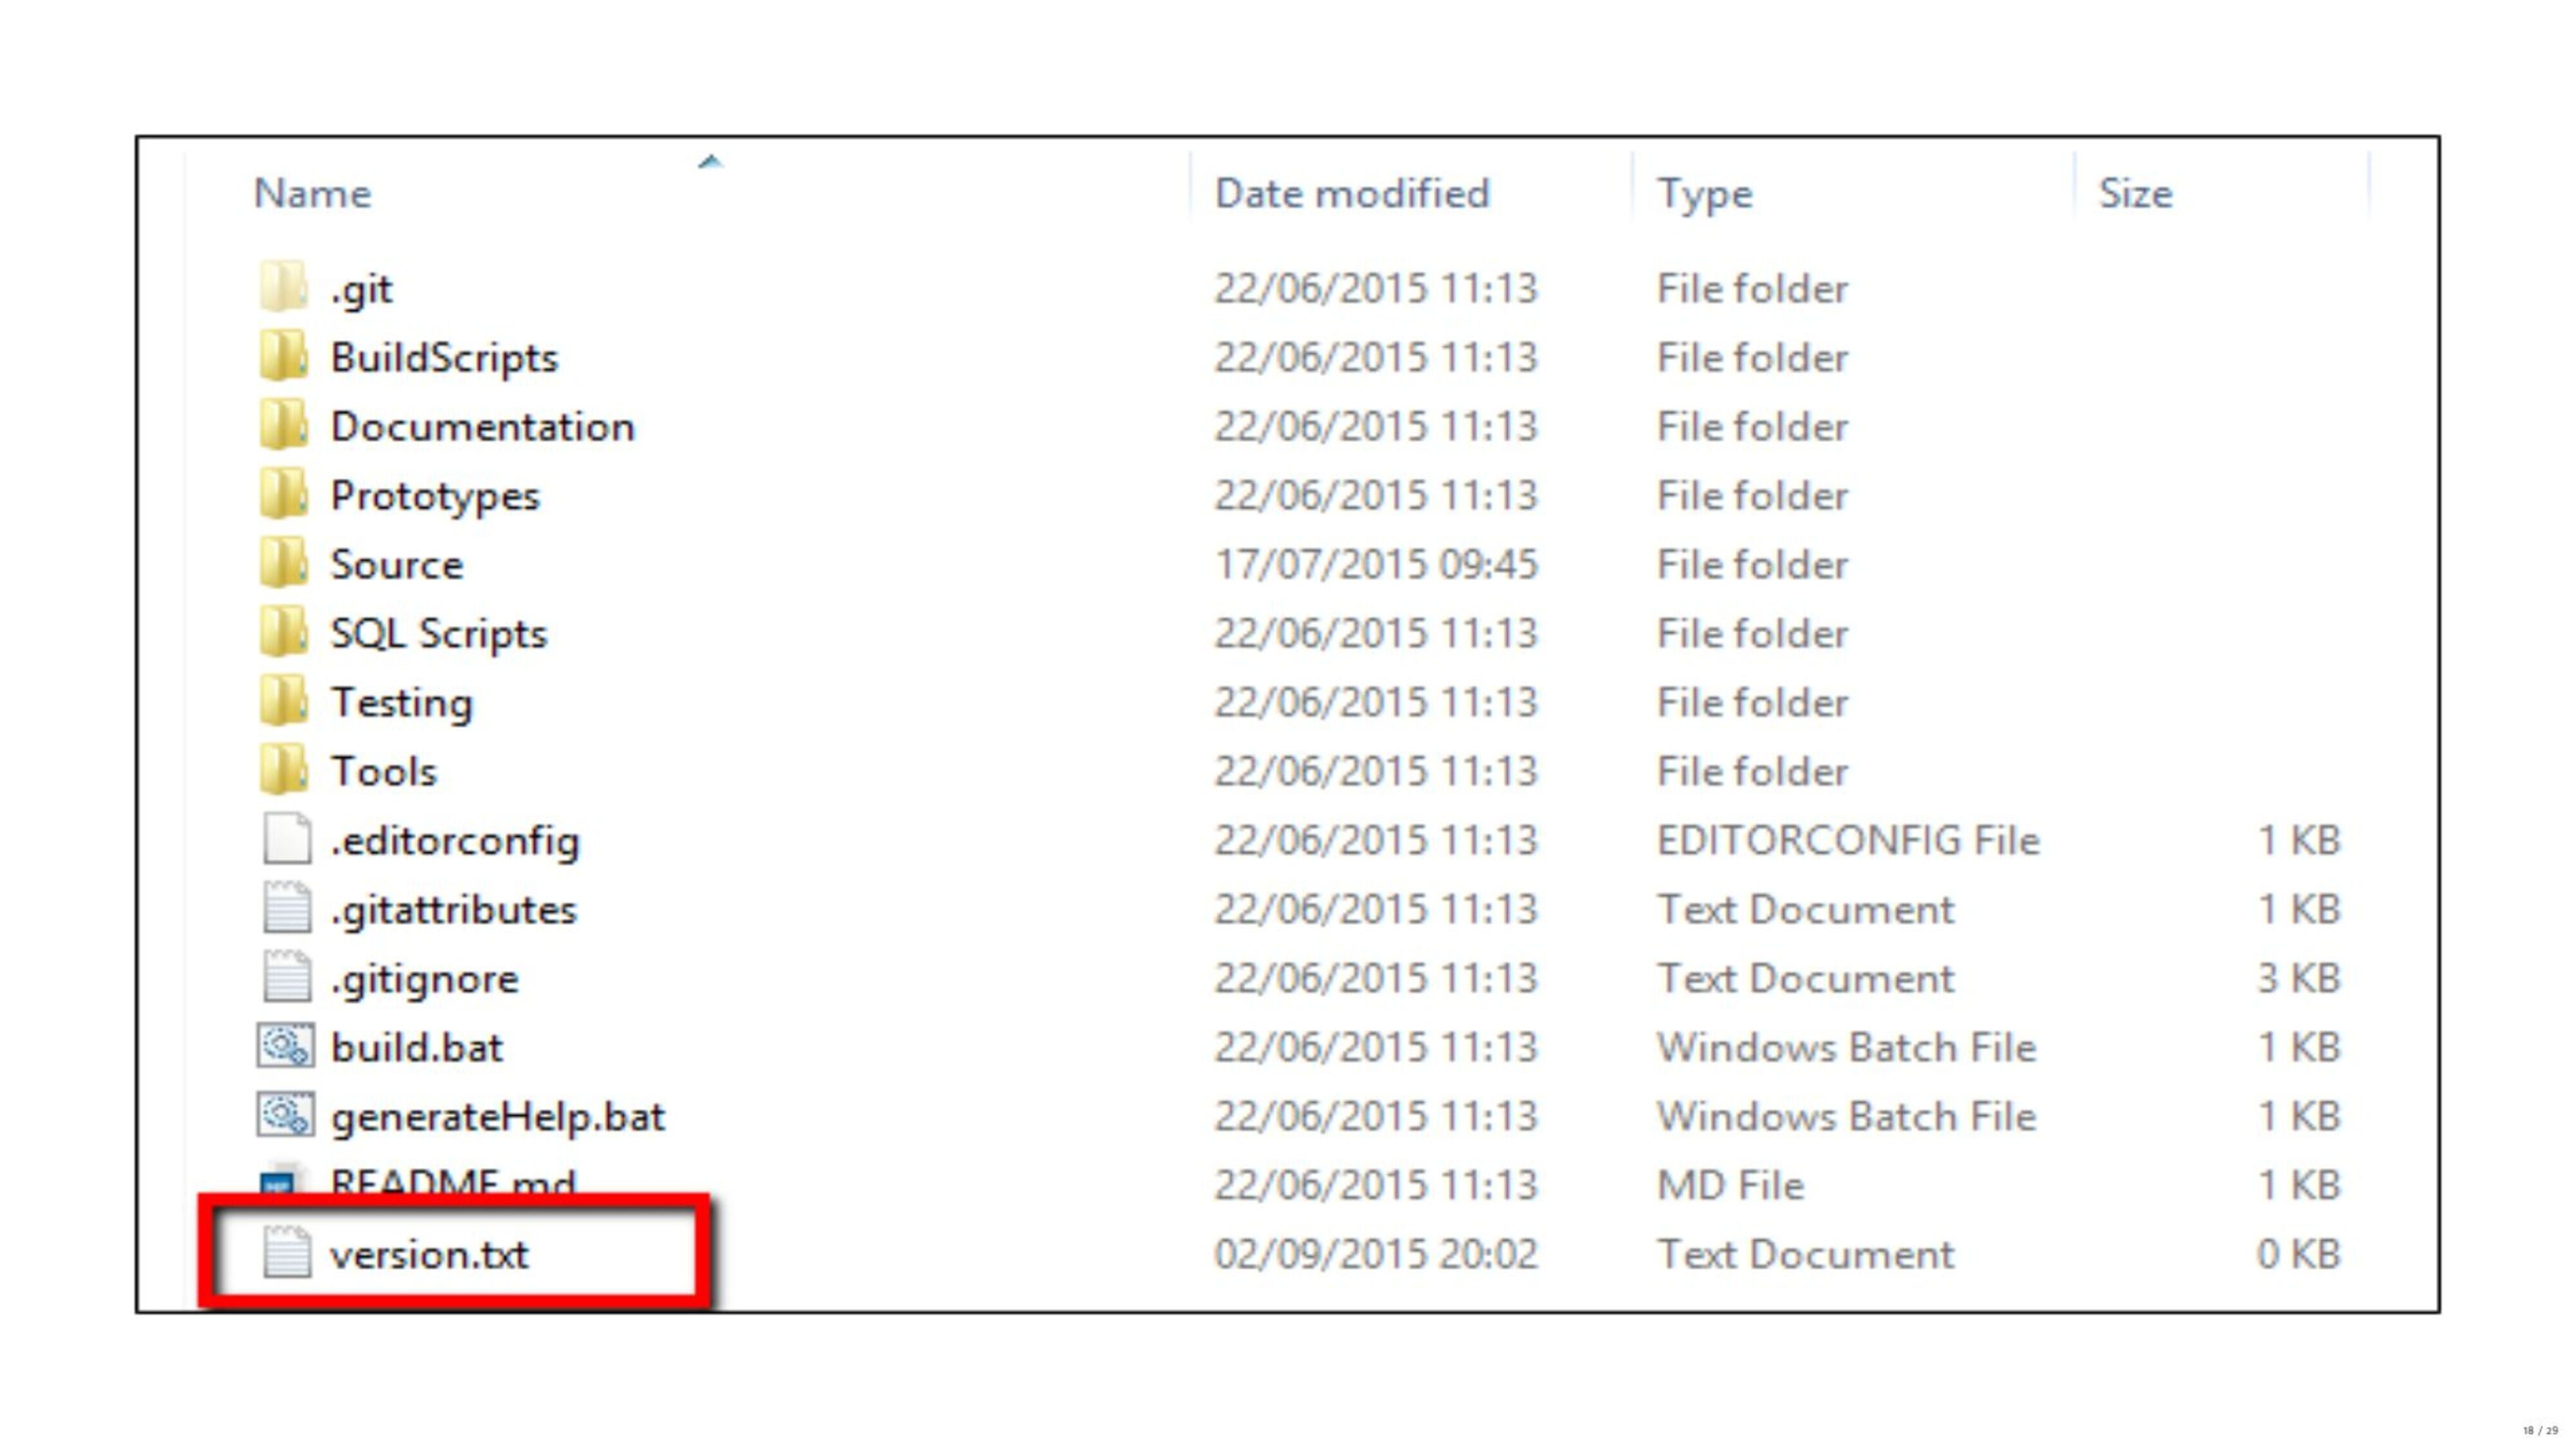 Name Date modified Type Size
.git 22/06/2015 11:13 File folder
BuildScripts 22/06/2015 11:13 File folder
Documentation 22/06/2015 11:13 File folder
Prototypes 22/06/2015 11:13 File folder
Source 17/07/2015 09:45 File folder
SQL Scripts 22/06/2015 11:13 File folder
Testing 22/06/2015 11:13 File folder
Tools 22/06/2015 11:13 File folder
.editorconfig 22/06/2015 11:13 EDITORCONFIG File 1 KB
.gitattributes 22/06/2015 11:13 Text Document 1 KB
.gitignore 22/06/2015 11:13 Text Document 3 KB
build.bat 22/06/2015 11:13 Windows Batch File 1 KB
generateHelp.bat 22/06/2015 11:13 Windows Batch File 1 KB
README.md 22/06/2015 11:13 MD File 1 KB
version.txt 02/09/2015 20:02 Text Document 0 KB
18 / 29